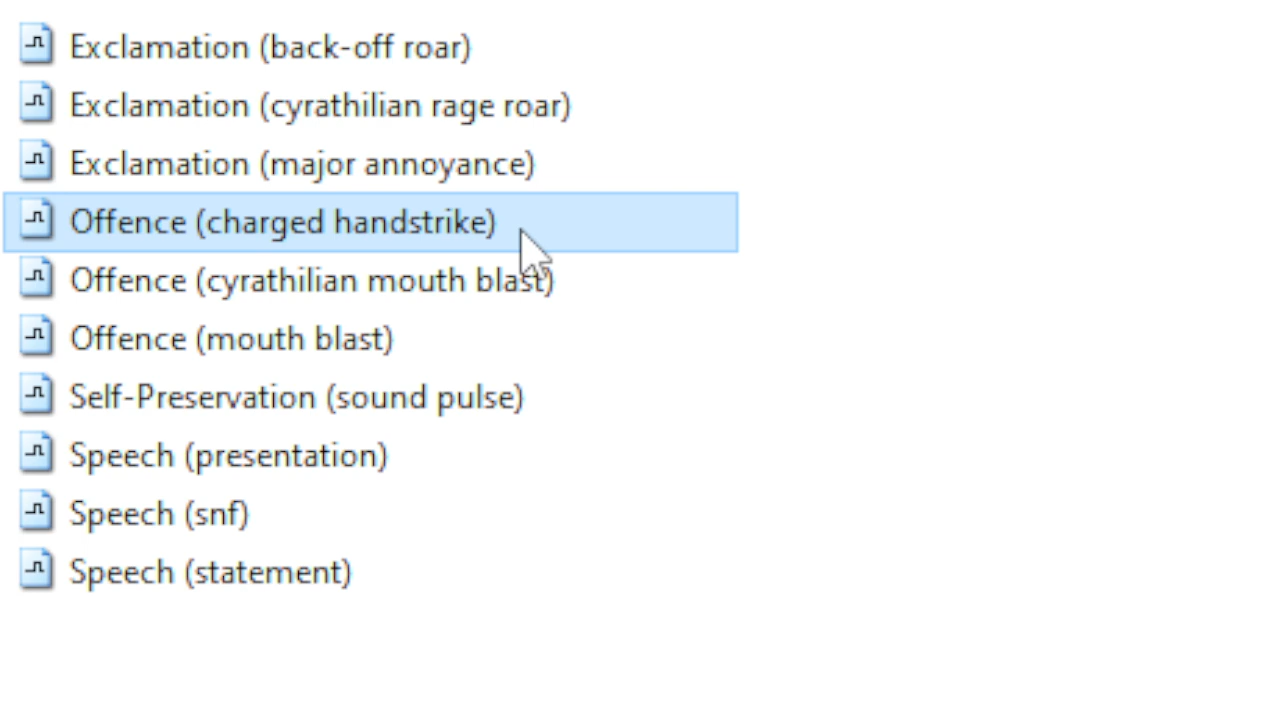 Exclamation (back-off roar)
Exclamation (cyrathilian rage roar)
Exclamation (major annoyance)
Offence (charged handstrike)
Offence (cyrathilian mouth blast)
Offence (mouth blast)
Self-Preservation (sound pulse)
Speech (presentation)
Speech (snf)
Speech (statement)